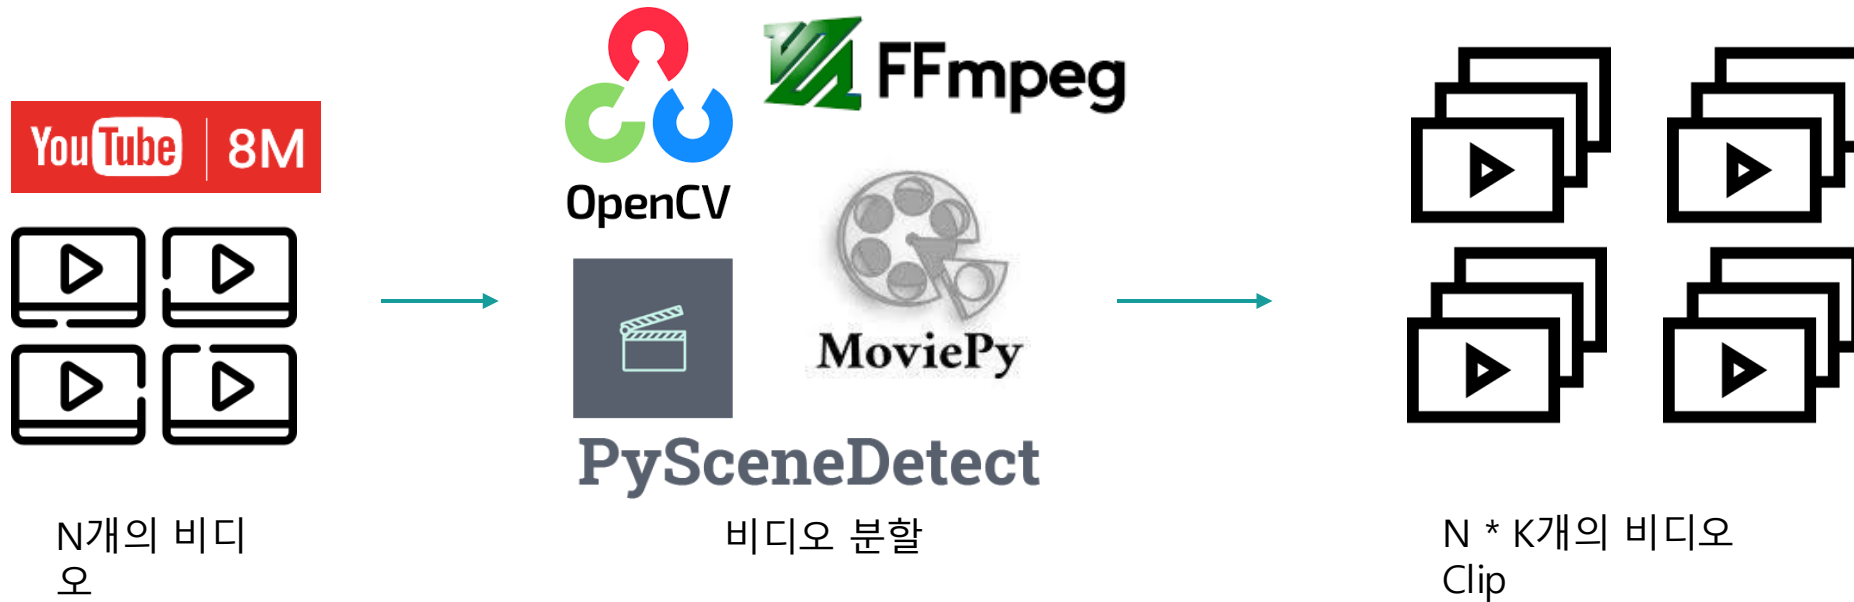 YouTube | 8M
OpenCV
FFmpeg
MoviePy
PySceneDetect
N개의 비디
오
비디오 분할
N * K개의 비디오
Clip